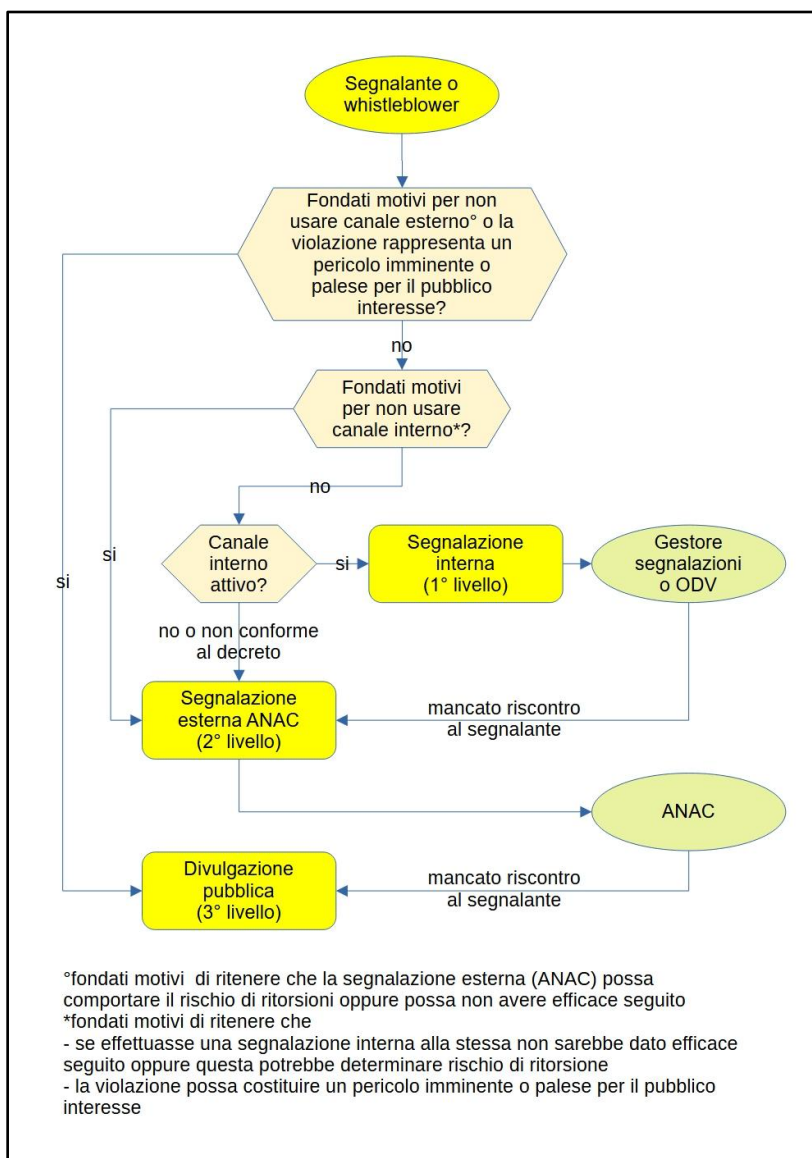 Segnalante o
whistleblower
Fondati motivi per non
usare canale esterno° o la
violazione rappresenta un
pericolo imminente o
palese per il pubblico
interesse?
no
Fondati motivi
per non usare
canale interno*?
no
si
si
Canale
interno
attivo?
si
Segnalazione
interna
(1° livello)
Gestore
segnalazioni
o ODV
no o non conforme
al decreto
Segnalazione
esterna ANAC
(2° livello)
mancato riscontro
al segnalante
ANAC
Divulgazione
pubblica
(3° livello)
mancato riscontro
al segnalante
°fondati motivi  di ritenere che la segnalazione esterna (ANAC) possa
comportare il rischio di ritorsioni oppure possa non avere efficace seguito
*fondati motivi di ritenere che
- se effettuasse una segnalazione interna alla stessa non sarebbe dato efficace
seguito oppure questa potrebbe determinare rischio di ritorsione
- la violazione possa costituire un pericolo imminente o palese per il pubblico
interesse